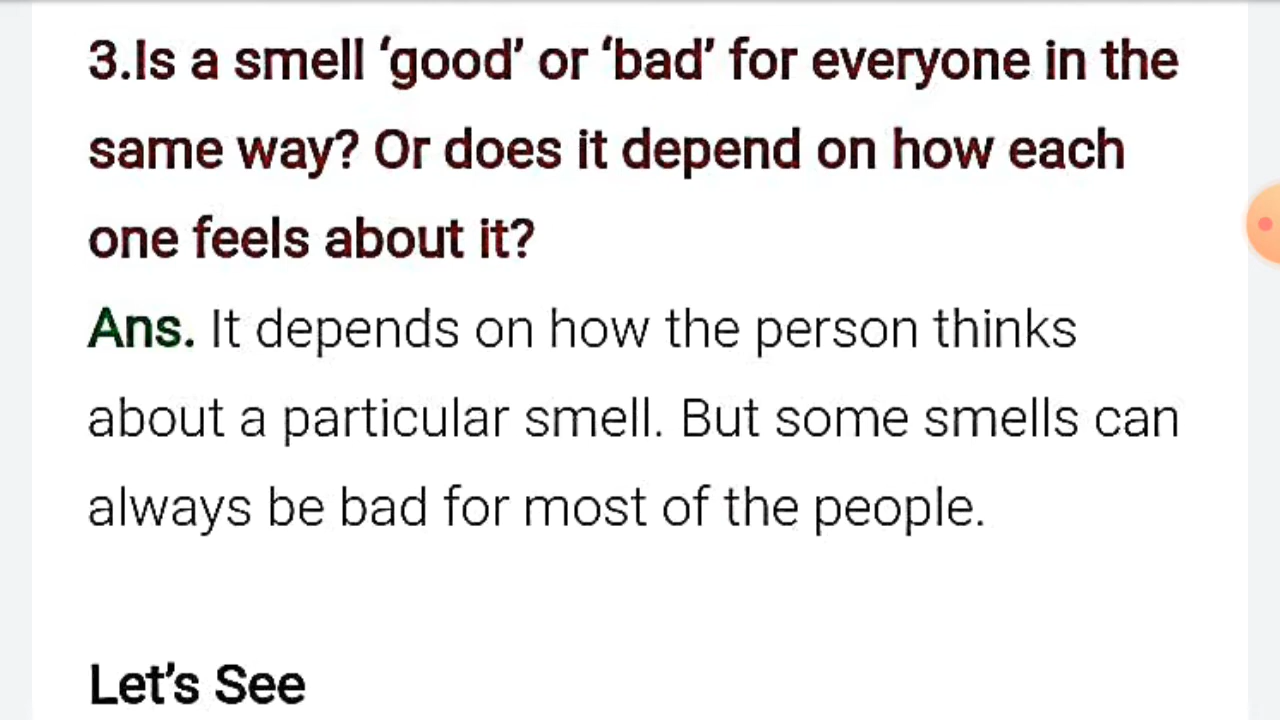 3.Is a smell ‘good’ or ‘bad’ for everyone in the
same way? Or does it depend on how each
one feels about it?
Ans. It depends on how the person thinks
about a particular smell. But some smells can
always be bad for most of the people.
Let’s See